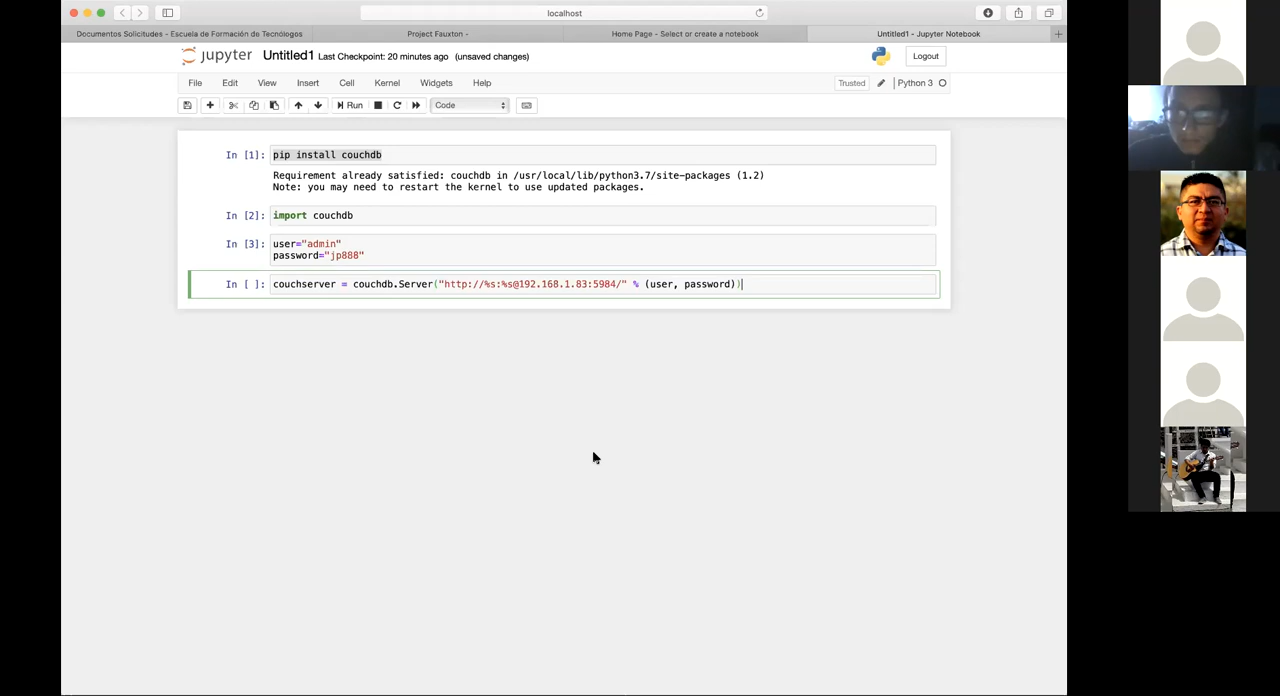 localhost
Documentos Solicitudes - Escuela de Formación do Tecnólogos
Project Fauxton -
Home Page - Select or create a notebook
Untitled1 - Jupyter Notebook
jupyter Untitled1 Last Checkpoint: 20 minutes ago (unsaved changes)
Logout
File Edit View Insert Cell Kernel Widgets Help
Trusted
Python 3
Run
Code
In [1]: pip install couchdb
Requirement already satisfied: couchdb in /usr/local/lib/python3.7/site-packages (1.2)
Note: you may need to restart the kernel to use updated packages.
In [2]: import couchdb
In [3]: user="admin"
password="jp888"
In [ ]: couchserver = couchdb.Server("http://%s:%s@192.168.1.83:5984/" % (user, password))